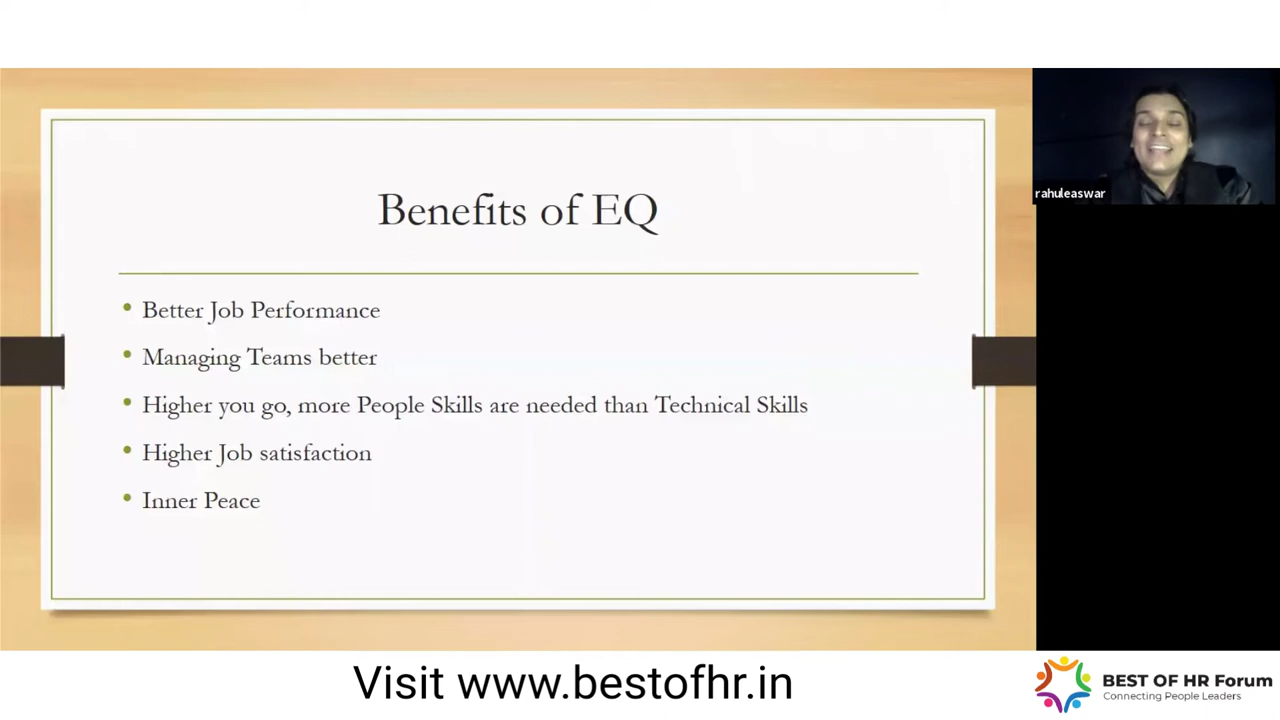 Benefits of EQ
• Better Job Performance
• Managing Teams better
• Higher you go, more People Skills are needed than Technical Skills
• Higher Job satisfaction
• Inner Peace
rahuleaswar
Visit www.bestofhr.in
BEST OF HR Forum
Connecting People Leaders